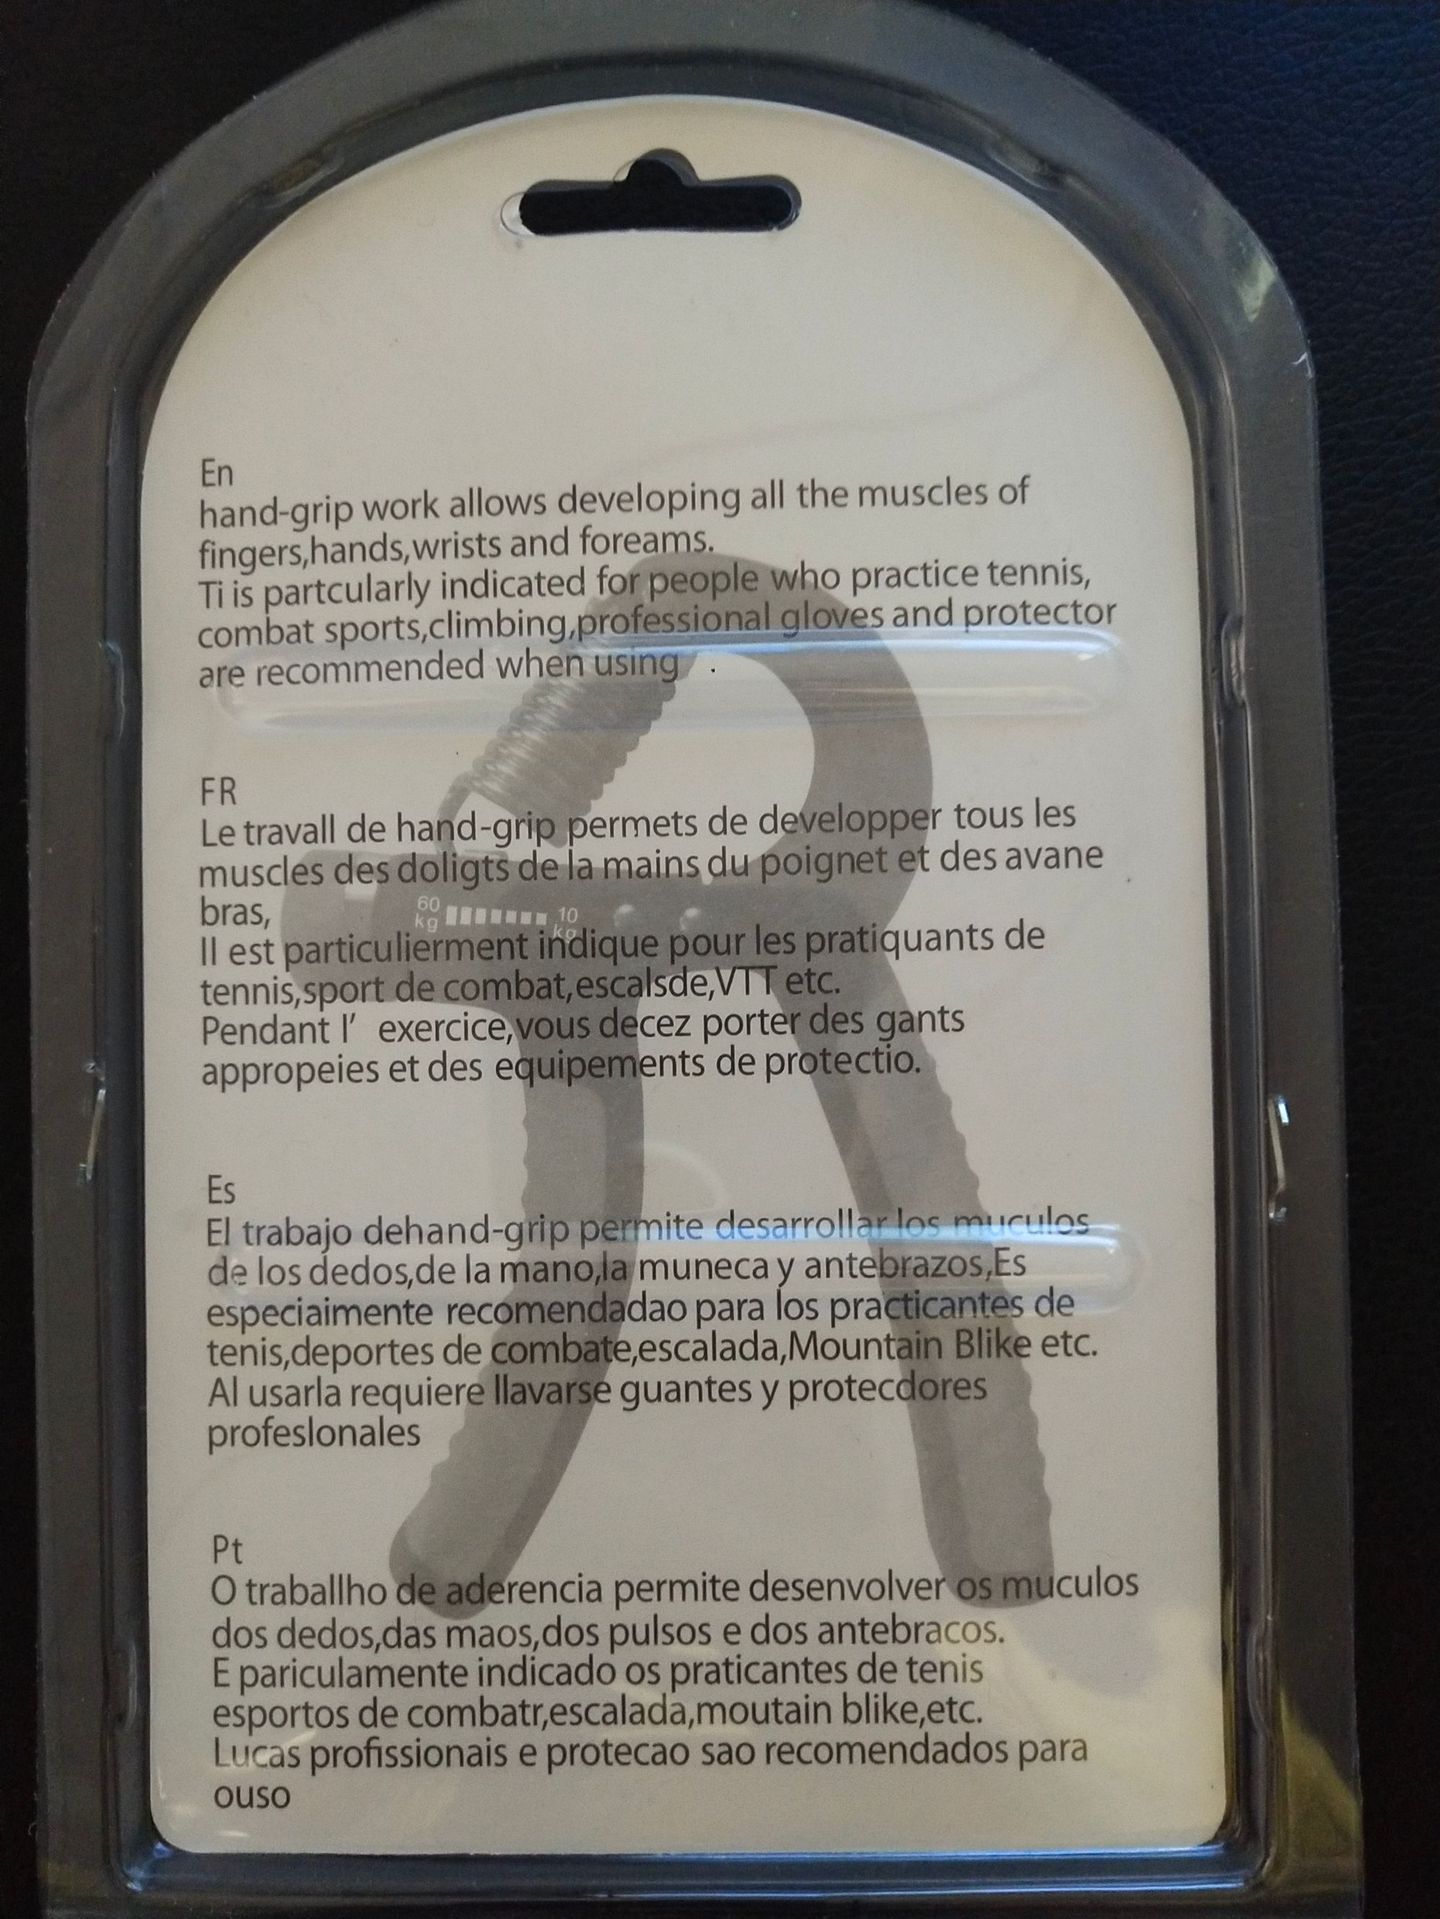 En
hand-grip work allows developing all the muscles of
fingers,hands,wrists and foreams.
Ti is partcularly indicated for people who practice tennis,
combat sports,climbing,professional gloves and protector
are recommended when using .
FR
Le travall de hand-grip permets de developper tous les
muscles des doligts de la mains du poignet et des avane
bras,
60
kg
10
kg
Il est particulierment indique pour les pratiquants de
tennis,sport de combat,escalsde,VTT etc.
Pendant l' exercice,vous decez porter des gants
appropeies et des equipements de protectio.
Es
El trabajo dehand-grip permite desarrollar los muculos
de los dedos,de la mano,la muneca y antebrazos,Es
especiaimente recomendadao para los practicantes de
tenis,deportes de combate,escalada,Mountain Blike etc.
Al usarla requiere llavarse guantes y protecdores
profeslonales
Pt
O traballho de aderencia permite desenvolver os muculos
dos dedos,das maos,dos pulsos e dos antebracos.
E pariculamente indicado os praticantes de tenis
esportos de combatr,escalada,moutain blike,etc.
Lucas profissionais e protecao sao recomendados para
ouso